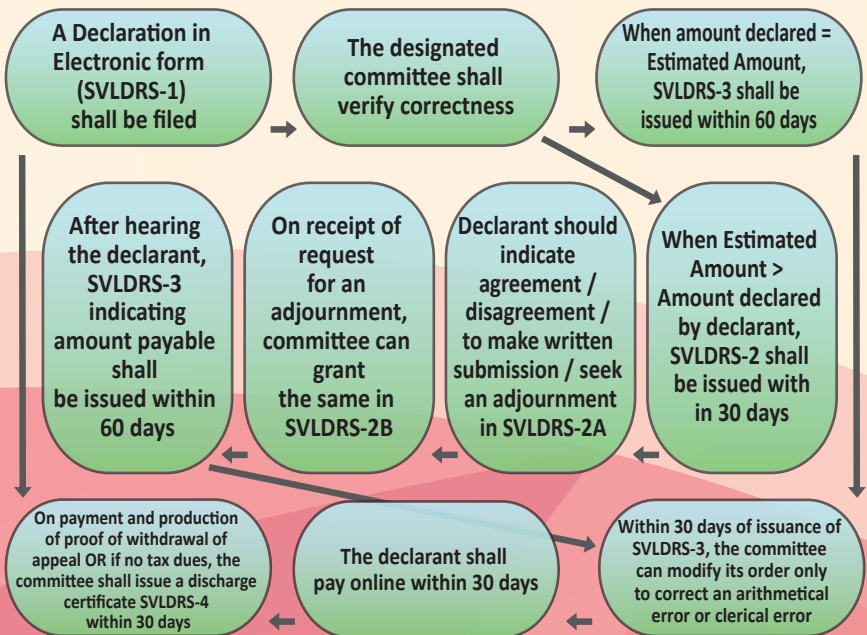 A Declaration in
Electronic form
(SVLDRS-1)
shall be filed
The designated
committee shall
verify correctness
When amount declared =
Estimated Amount,
SVLDRS-3 shall be
issued within 60 days
After hearing
the declarant,
SVLDRS-3
indicating
amount payable
shall
be issued within
60 days
On receipt of
request
for an
adjournment,
committee can
grant
the same in
SVLDRS-2B
Declarant should
indicate
agreement /
disagreement /
to make written
submission / seek
an adjournment
in SVLDRS-2A
When Estimated
Amount >
Amount declared
by declarant,
SVLDRS-2 shall
be issued with
in 30 days
On payment and production
of proof of withdrawal of
appeal OR if no tax dues, the
committee shall issue a discharge
certificate SVLDRS-4
within 30 days
The declarant shall
pay online within 30 days
Within 30 days of issuance of
SVLDRS-3, the committee
can modify its order only
to correct an arithmetical
error or clerical error